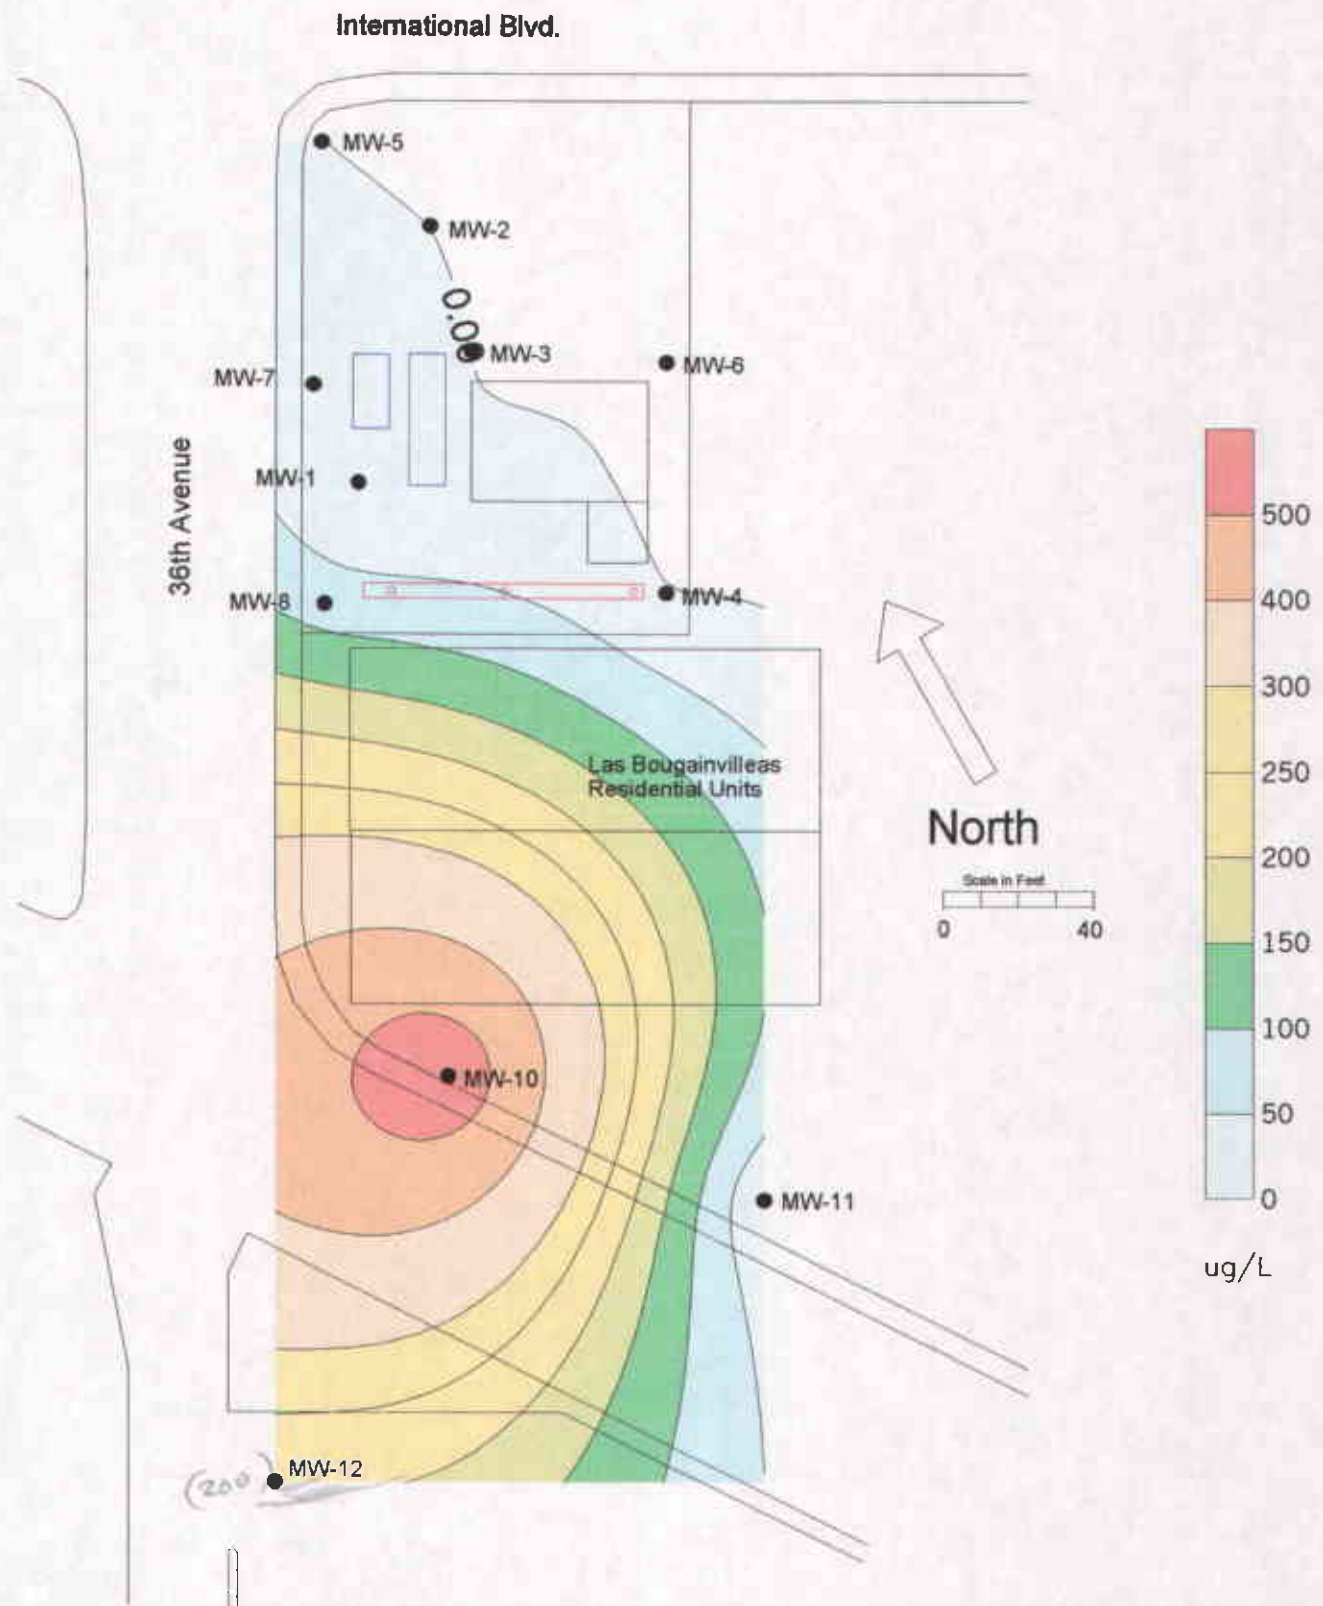 International Blvd.
MW-5
MW-2
0.00
MW-3
MW-6
MW-7
MW-1
36th Avenue
MW-8
MW-4
Las Bougainvilleas
Residential Units
North
Scale in Feet
0 40
MW-10
MW-11
MW-12
(200)
500
400
300
250
200
150
100
50
0
ug/L